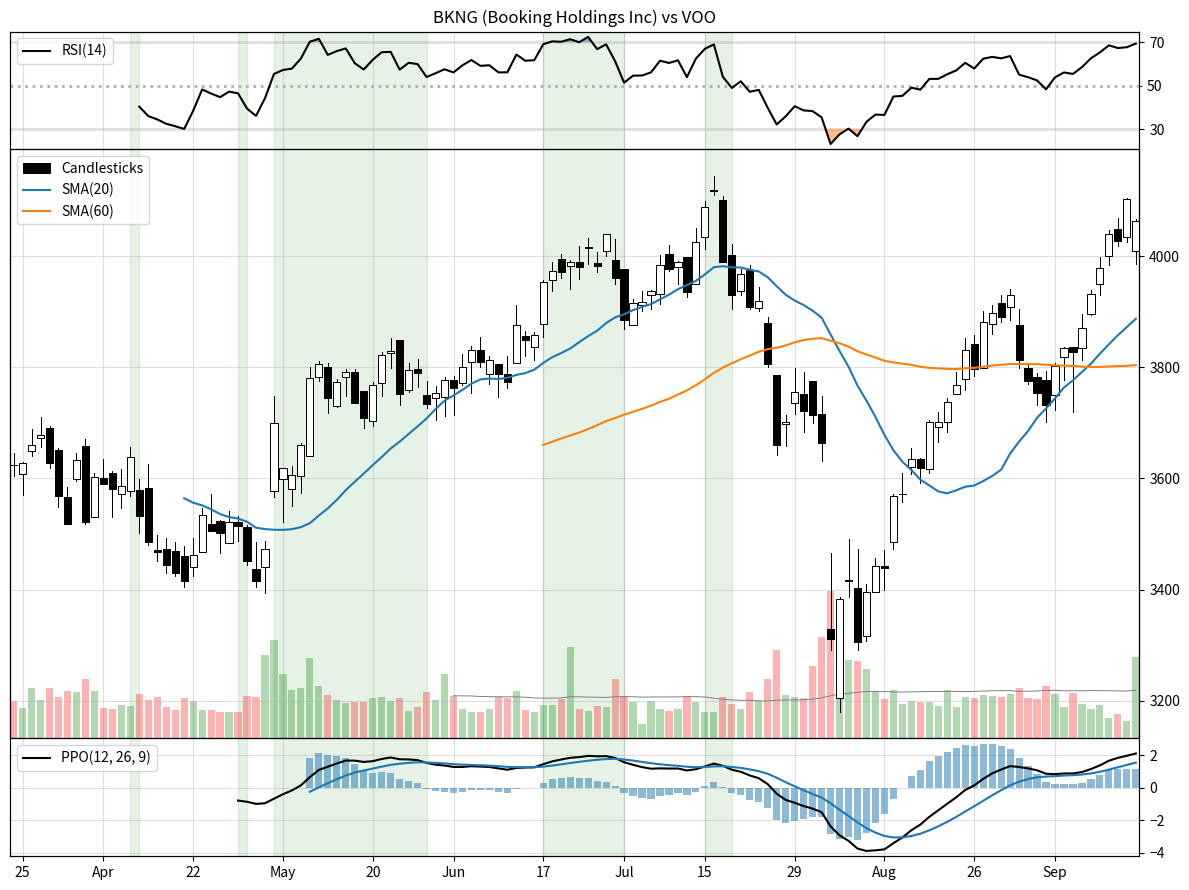 BKNG (Booking Holdings Inc) vs VOO
RSI(14)
70
50
30
Candlesticks
SMA(20)
SMA(60)
4000
3800
3600
3400
3200
PPO(12, 26, 9)
2
0
−2
−4
25 Apr 22 May 20 Jun 17 Jul 15 29 Aug 26 Sep